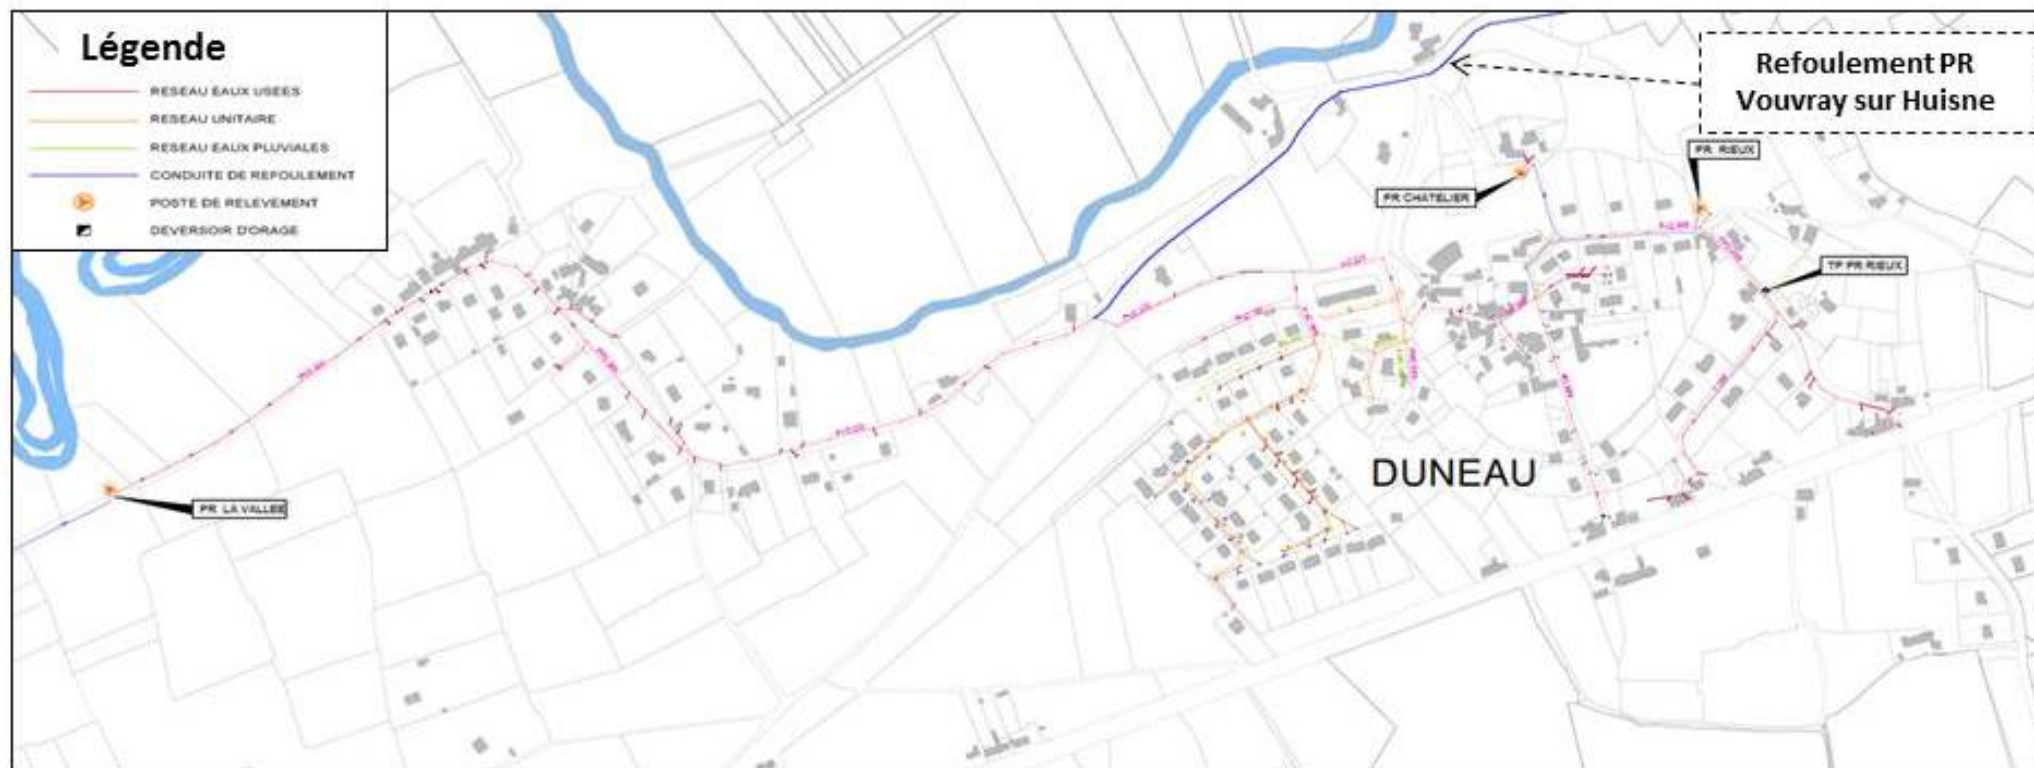 Légende
RESEAU EAUX USEES
RESEAU UNITAIRE
RESEAU EAUX PLUVIALES
CONDUITE DE REFOULEMENT
POSTE DE RELEVEMENT
DEVERSOIR D'ORAGE
Refoulement PR
Vouvray sur Huisne
PR RIEUX
PR CHATELIER
TP PR RIEUX
DUNEAU
PR LA VALLEE